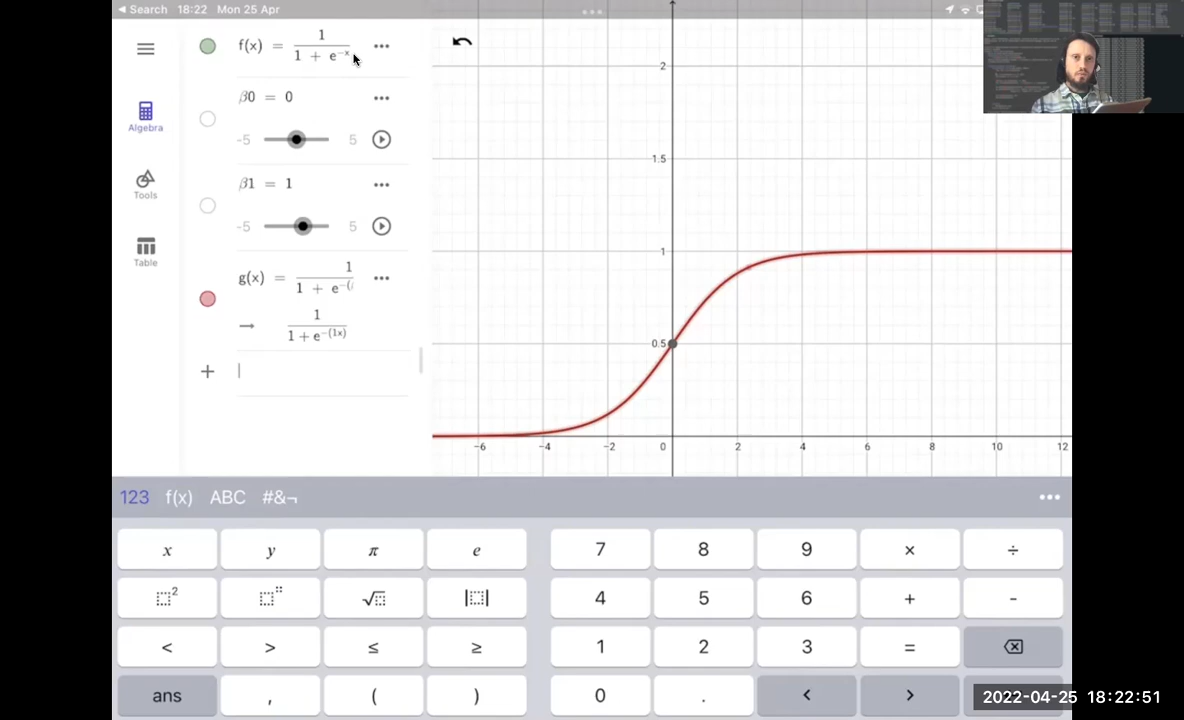 Search 18:22 Mon 25 Apr
f(x) = 1 / 1 + e^−x
β0 = 0
-5 5
β1 = 1
-5 5
g(x) = 1 / 1 + e^−(
→ 1 / 1 + e^−(1x)
+
Algebra
Tools
Table
2
1.5
1
0.5
−6 −4 −2 0 2 4 6 8 10 12
123 f(x) ABC #&¬
x y π e 7 8 9 × ÷
2 √ 4 5 6 + -
< > ≤ ≥ 1 2 3 =
ans , ( ) 0 . < >
2022-04-25 18:22:51